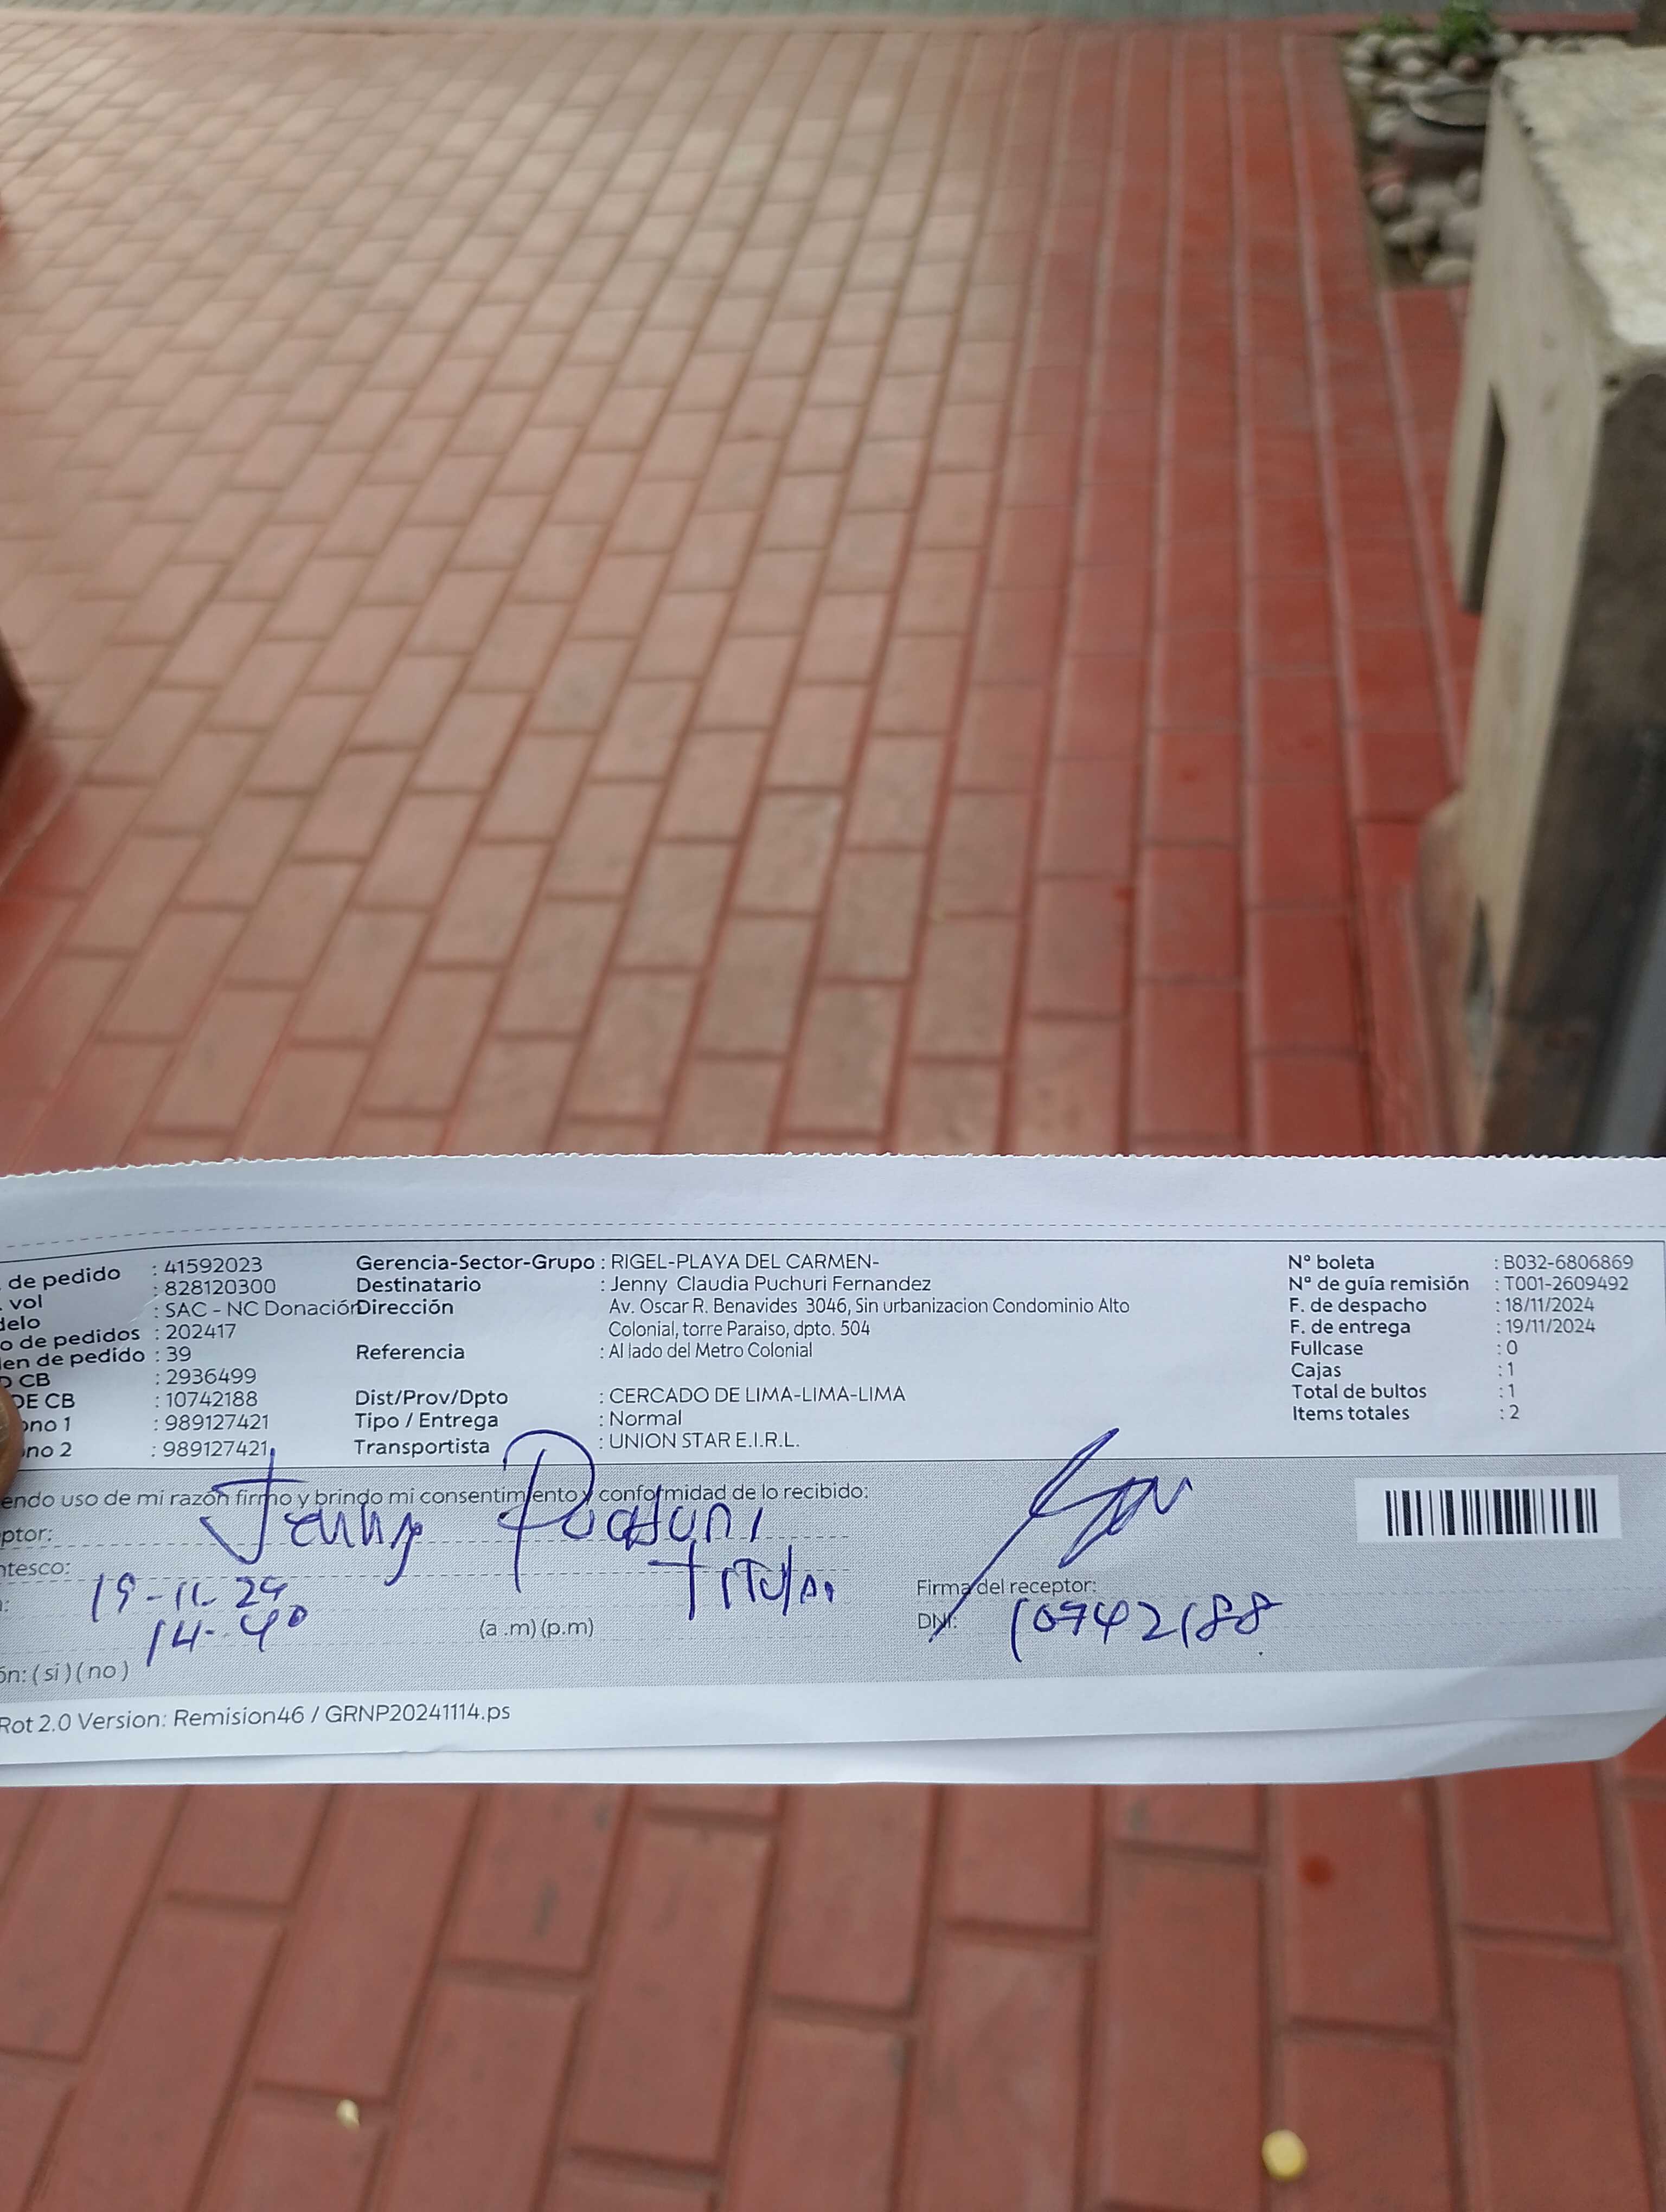 de pedido : 41592023
vol : 828120300
delo : SAC - NC Donación
o de pedidos : 202417
en de pedido : 39
CB : 2936499
DE CB : 10742188
ono 1 : 989127421
no 2 : 989127421
Gerencia-Sector-Grupo : RIGEL-PLAYA DEL CARMEN-
Destinatario : Jenny Claudia Puchuri Fernandez
Dirección Av. Oscar R. Benavides 3046, Sin urbanizacion Condominio Alto
Colonial, torre Paraiso, dpto. 504
Referencia : Al lado del Metro Colonial
Dist/Prov/Dpto : CERCADO DE LIMA-LIMA-LIMA
Tipo / Entrega : Normal
Transportista : UNION STAR E.I.R.L.
Nº boleta : B032-6806869
Nº de guía remisión : T001-2609492
F. de despacho : 18/11/2024
F. de entrega : 19/11/2024
Fullcase : 0
Cajas : 1
Total de bultos : 1
Items totales : 2
endo uso de mi razón firmo y brindo mi consentimiento y conformidad de lo recibido:
ptor: Jenny Puchuri
ntesco: Titular
: 19-11-24
14-40 (a .m) (p.m)
Firma del receptor:
DNI: 10742188
ón: ( si ) ( no )
Rot 2.0 Version: Remision46 / GRNP20241114.ps